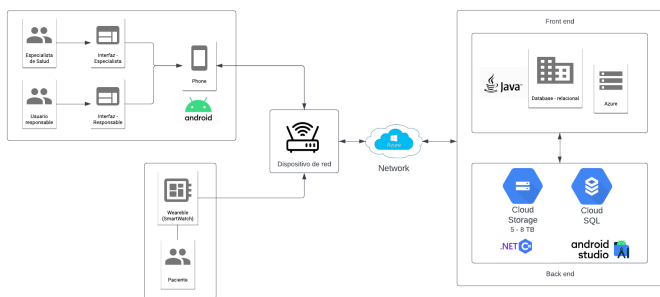 Especialista
de Salud
Interfaz -
Especialista
Phone
android
Usuario
responsable
Interfaz -
Responsable
Wearable
(SmartWatch)
Paciente
Dispositivo de red
Azure
Network
Front end
Java
Database - relacional
Azure
Cloud
Storage
5 - 8 TB
Cloud
SQL
.NET C#
android
studio AI
Back end